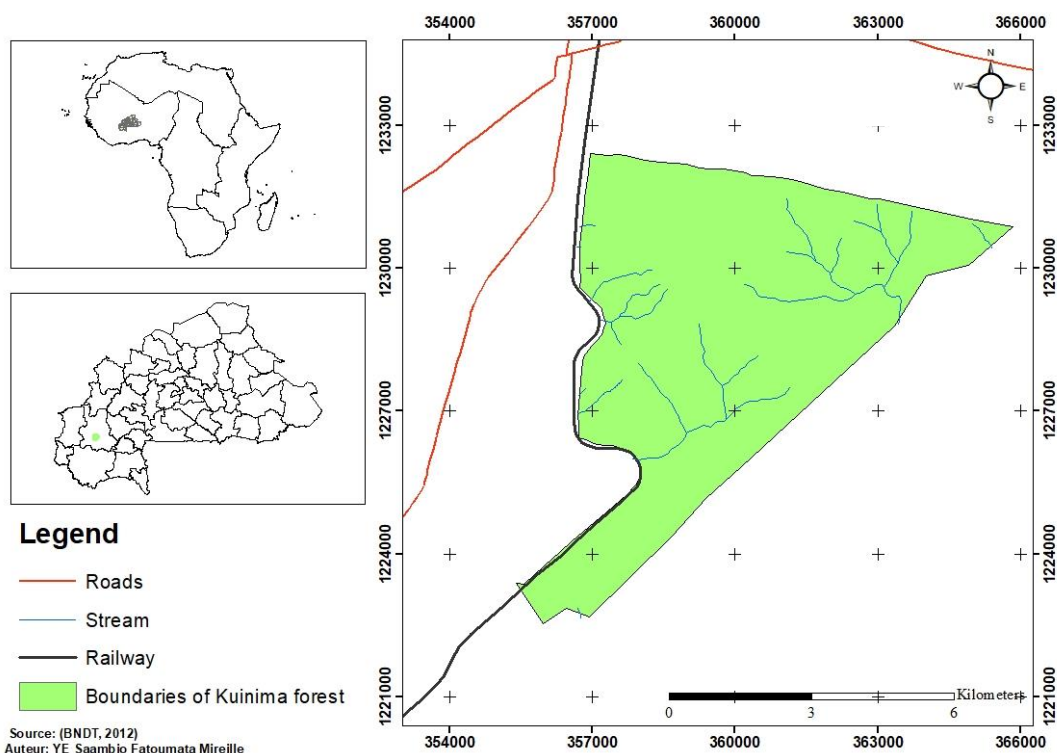 354000 357000 360000 363000 366000
N
W E
S
1233000 1233000
1230000 1230000
1227000 1227000
1224000 1224000
1221000 1221000
Legend
Roads
Stream
Railway
Boundaries of Kuinima forest
Source: (BNDT, 2012)
Auteur: YE Saambio Fatoumata Mireille
Kilometers
0 3 6
354000 357000 360000 363000 366000